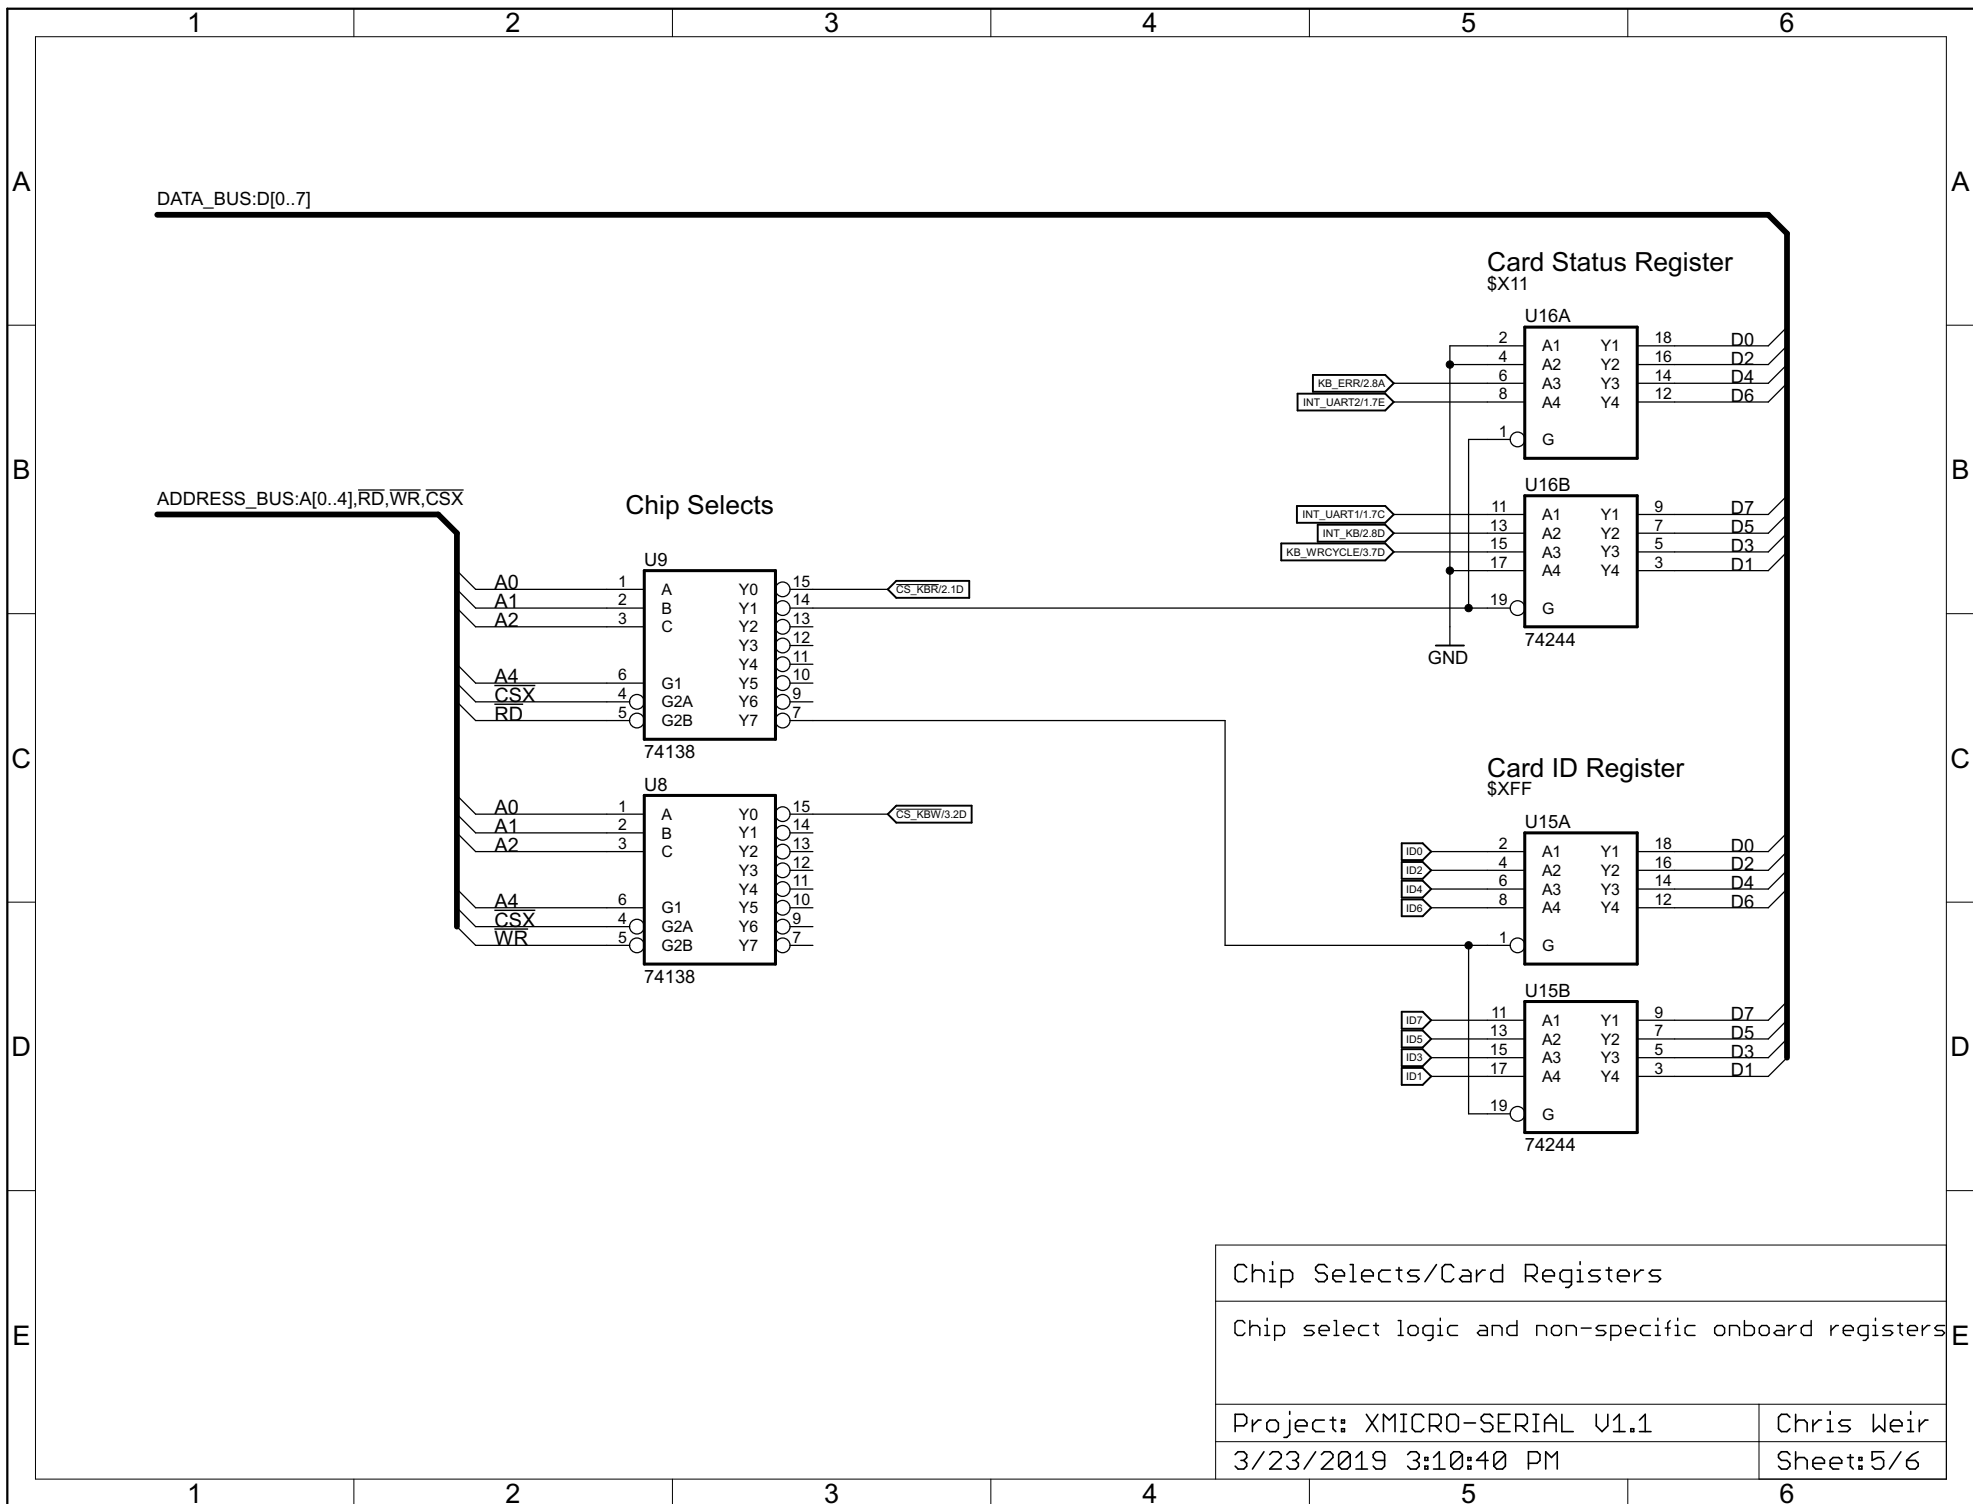 1 2 3 4 5 6
A A
DATA_BUS:D[0..7]
Card Status Register
$X11
U16A
2 A1 Y1 18 D0
4 A2 Y2 16 D2
KB_ERR/2.8A 6 A3 Y3 14 D4
INT_UART2/1.7E 8 A4 Y4 12 D6
1 G
B B
ADDRESS_BUS:A[0..4],RD,WR,CSX
Chip Selects
U16B
INT_UART1/1.7C 11 A1 Y1 9 D7
INT_KB/2.8D 13 A2 Y2 7 D5
KB_WRCYCLE/3.7D 15 A3 Y3 5 D3
17 A4 Y4 3 D1
19 G
74244
GND
U9
A0 1 A Y0 15 CS_KBR/2.1D
A1 2 B Y1 14
A2 3 C Y2 13
Y3 12
Y4 11
A4 6 G1 Y5 10
CSX 4 G2A Y6 9
RD 5 G2B Y7 7
74138
C C
U8
A0 1 A Y0 15 CS_KBW/3.2D
A1 2 B Y1 14
A2 3 C Y2 13
Y3 12
Y4 11
A4 6 G1 Y5 10
CSX 4 G2A Y6 9
WR 5 G2B Y7 7
74138
Card ID Register
$XFF
U15A
ID0 2 A1 Y1 18 D0
ID2 4 A2 Y2 16 D2
ID4 6 A3 Y3 14 D4
ID6 8 A4 Y4 12 D6
1 G
U15B
ID7 11 A1 Y1 9 D7
ID5 13 A2 Y2 7 D5
ID3 15 A3 Y3 5 D3
ID1 17 A4 Y4 3 D1
19 G
74244
D D
Chip Selects/Card Registers
Chip select logic and non-specific onboard registers
E E
Project: XMICRO-SERIAL V1.1 Chris Weir
3/23/2019 3:10:40 PM Sheet:5/6
1 2 3 4 5 6